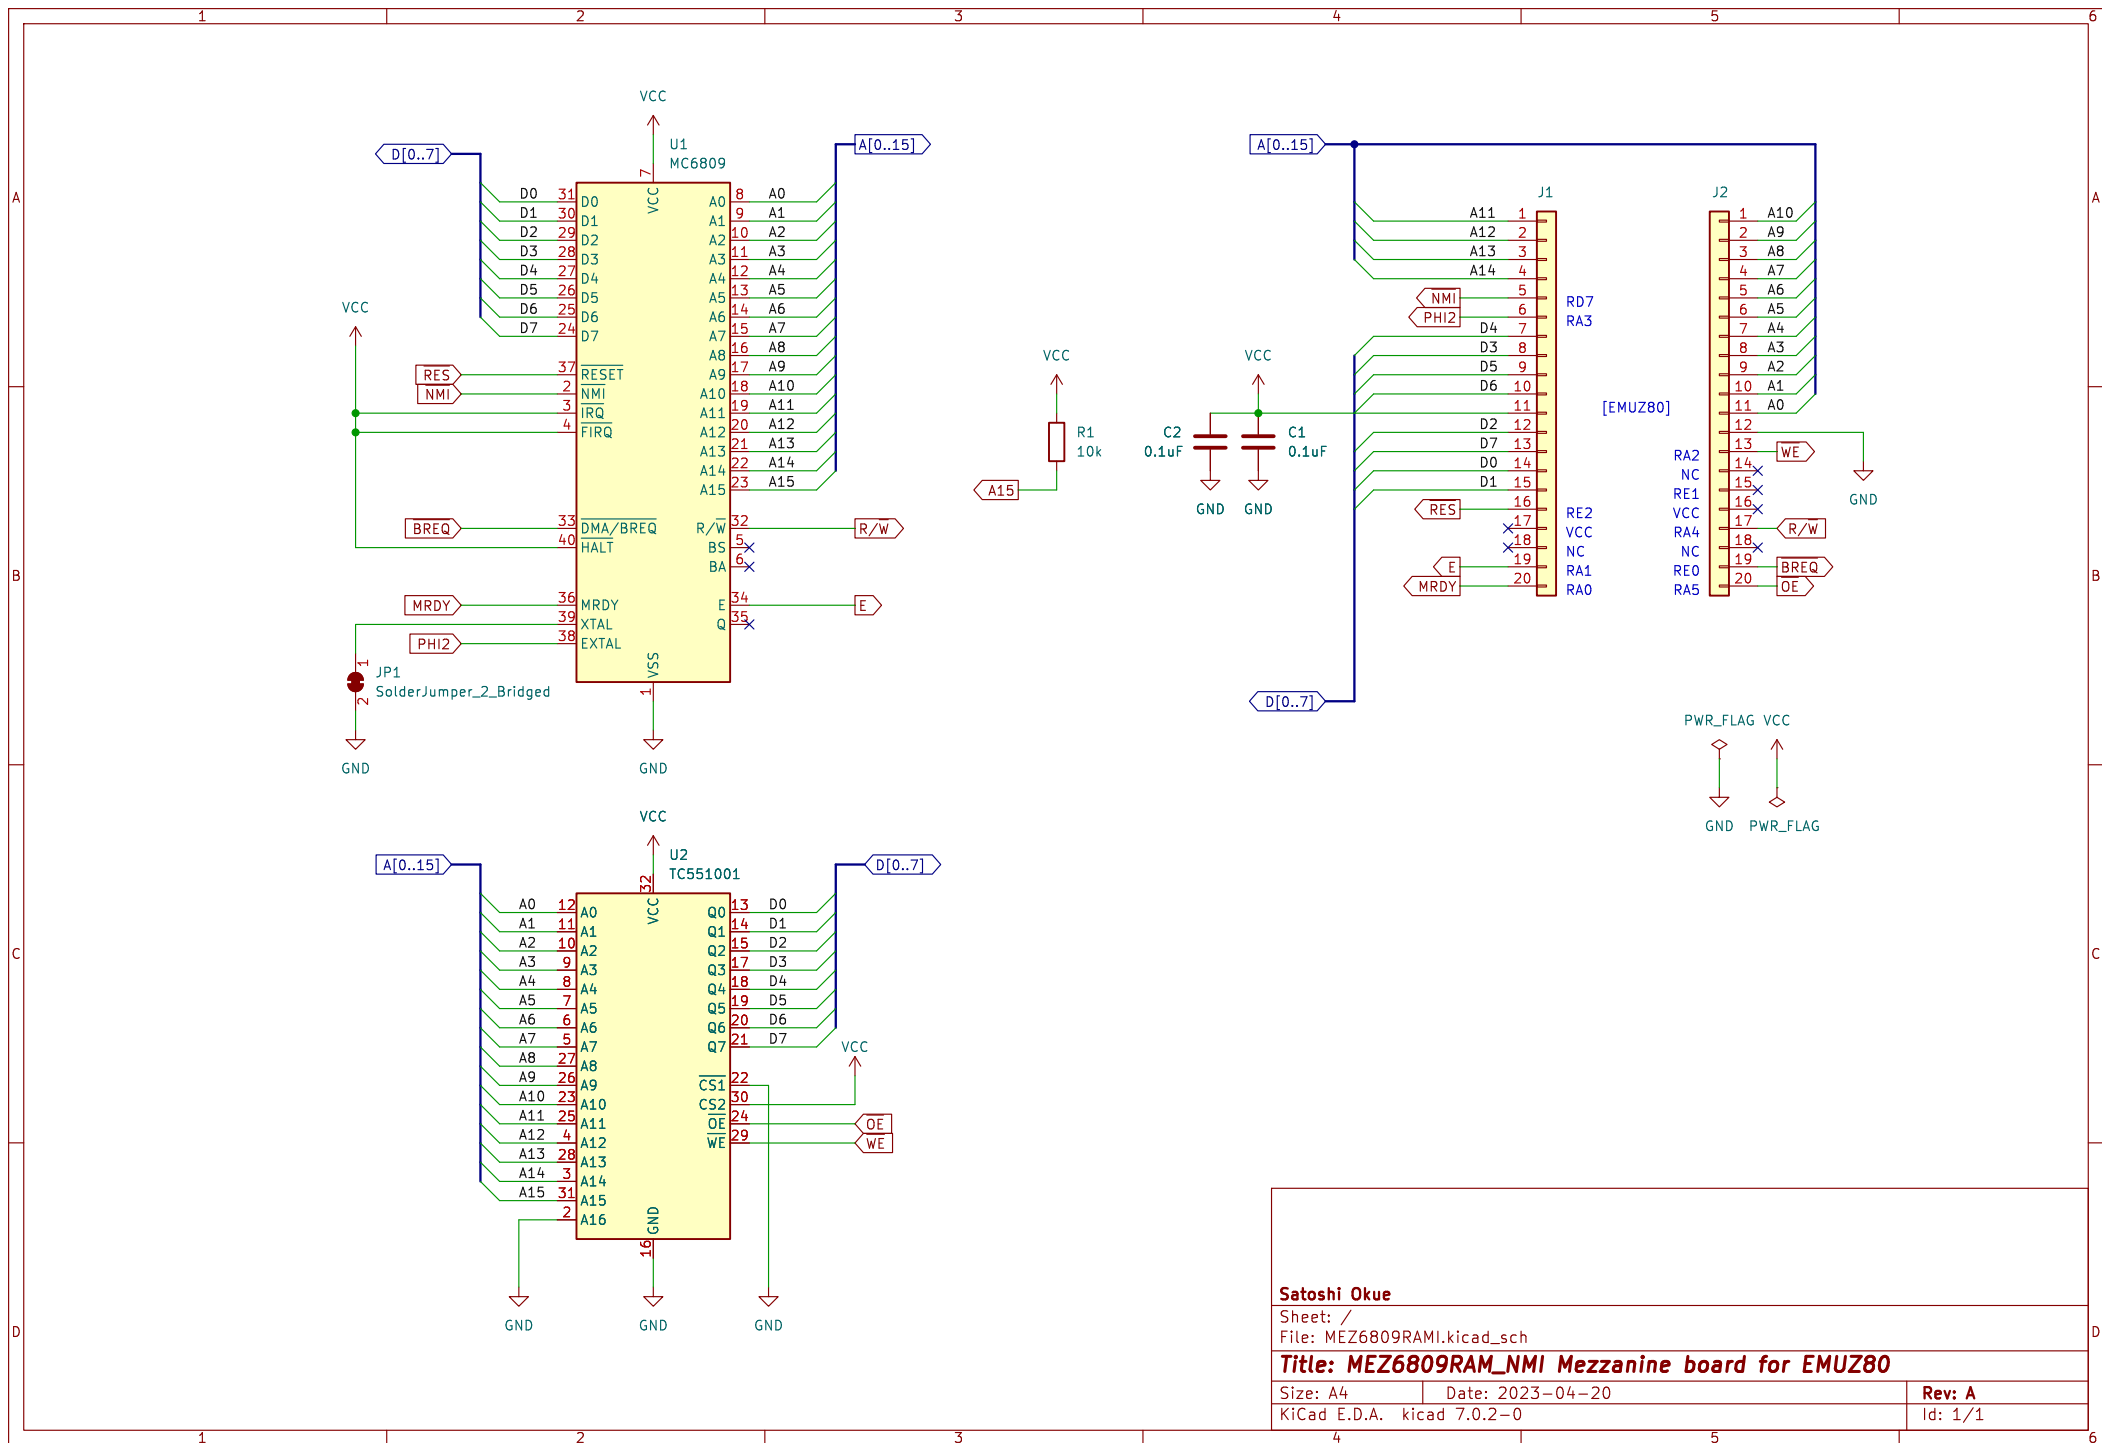 1 2 3 4 5 6
A
B
C
D
A
B
C
D
1 2 3 4 5 6
VCC
U1
MC6809
D[0..7]
A[0..15]
7
VCC
D0 31 D0
D1 30 D1
D2 29 D2
D3 28 D3
D4 27 D4
D5 26 D5
D6 25 D6
D7 24 D7
VCC
RES 37 RESET
NMI 2 NMI
3 IRQ
4 FIRQ
BREQ 33 DMA/BREQ
40 HALT
MRDY 36 MRDY
39 XTAL
PHI2 38 EXTAL
A0 8 A0
A1 9 A1
A2 10 A2
A3 11 A3
A4 12 A4
A5 13 A5
A6 14 A6
A7 15 A7
A8 16 A8
A9 17 A9
A10 18 A10
A11 19 A11
A12 20 A12
A13 21 A13
A14 22 A14
A15 23 A15
R/W 32 R/W
BS 5
BA 6
E 34 E
Q 35
VSS
1
GND
1
JP1
SolderJumper_2_Bridged
2
GND
VCC
R1
10k
A15
VCC
C2
0.1uF
C1
0.1uF
GND GND
A[0..15]
J1
A11 1
A12 2
A13 3
A14 4
NMI 5 RD7
PHI2 6 RA3
D4 7
D3 8
D5 9
D6 10
11
D2 12
D7 13
D0 14
D1 15
RES 16 RE2
17 VCC
18 NC
E 19 RA1
MRDY 20 RA0
D[0..7]
[EMUZ80]
J2
1 A10
2 A9
3 A8
4 A7
5 A6
6 A5
7 A4
8 A3
9 A2
10 A1
11 A0
12
RA2 13 WE
NC 14
RE1 15
VCC 16
RA4 17 R/W
NC 18
RE0 19 BREQ
RA5 20 OE
GND
PWR_FLAG VCC
GND PWR_FLAG
VCC
U2
TC551001
A[0..15]
D[0..7]
32
VCC
A0 12 A0
A1 11 A1
A2 10 A2
A3 9 A3
A4 8 A4
A5 7 A5
A6 6 A6
A7 5 A7
A8 27 A8
A9 26 A9
A10 23 A10
A11 25 A11
A12 4 A12
A13 28 A13
A14 3 A14
A15 31 A15
2 A16
Q0 13 D0
Q1 14 D1
Q2 15 D2
Q3 17 D3
Q4 18 D4
Q5 19 D5
Q6 20 D6
Q7 21 D7
VCC
CS1 22
CS2 30
OE 24 OE
WE 29 WE
GND
16
GND GND GND
Satoshi Okue
Sheet: /
File: MEZ6809RAMI.kicad_sch
Title: MEZ6809RAM_NMI Mezzanine board for EMUZ80
Size: A4 Date: 2023-04-20 Rev: A
KiCad E.D.A. kicad 7.0.2-0 Id: 1/1